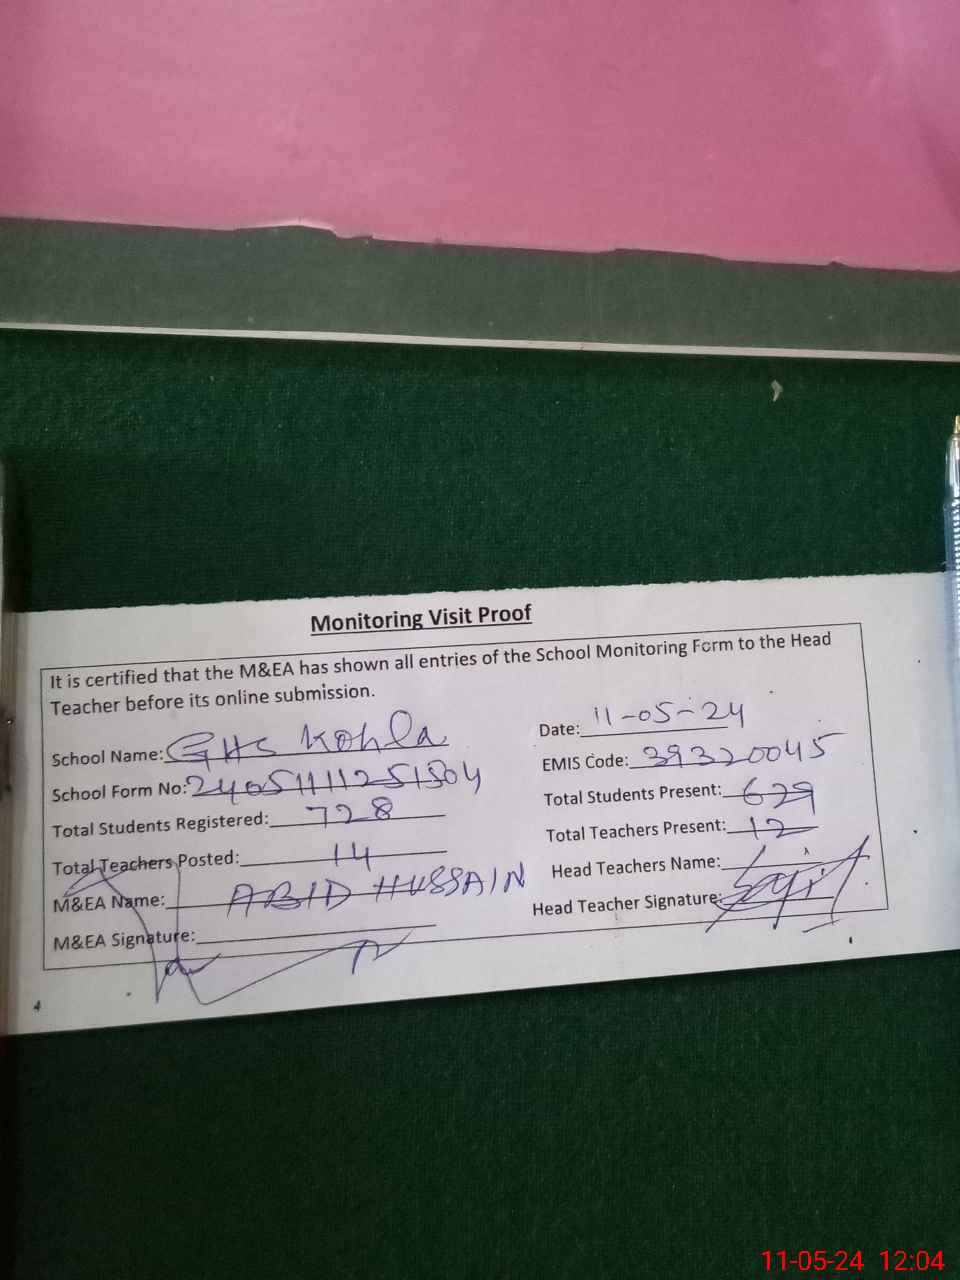 Monitoring Visit Proof
It is certified that the M&EA has shown all entries of the School Monitoring Form to the Head
Teacher before its online submission.
School Name: GHS Kohla
Date: 11-05-24
School Form No: 24051111251504
EMIS Code: 39320045
Total Students Registered: 728
Total Students Present: 629
Total Teachers Posted: 14
Total Teachers Present: 12
M&EA Name: ABID HUSSAIN
Head Teachers Name:
M&EA Signature:
Head Teacher Signature:
11-05-24 12:04